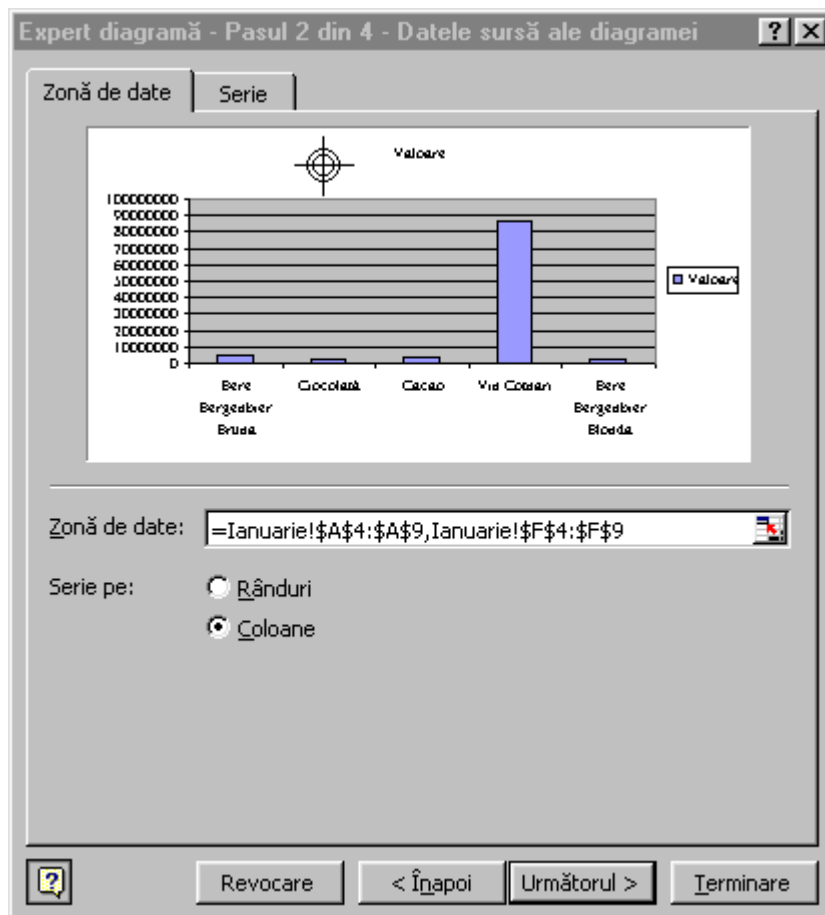 Expert diagramă - Pasul 2 din 4 - Datele sursă ale diagramei
Zonă de date
Serie
Valoare
100000000
90000000
80000000
70000000
60000000
50000000
40000000
30000000
20000000
10000000
0
Valoare
Bere Bergenbier Bruna
Ciocolată
Cacao
Vin Cotnari
Bere Bergenbier Blonda
Zonă de date:
=Ianuarie!$A$4:$A$9,Ianuarie!$F$4:$F$9
Serie pe:
Rânduri
Coloane
Revocare
< Înapoi
Următorul >
Terminare